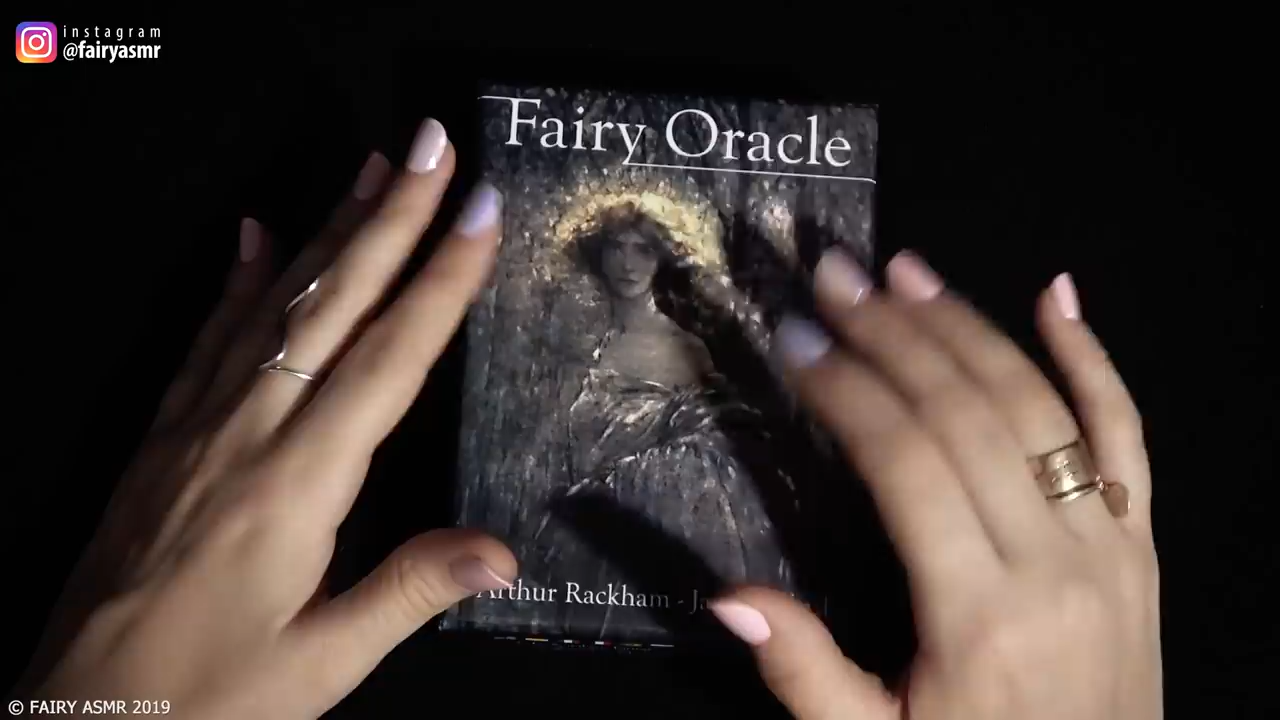 instagram
@fairyasmr
Fairy Oracle
Arthur Rackham -
© FAIRY ASMR 2019